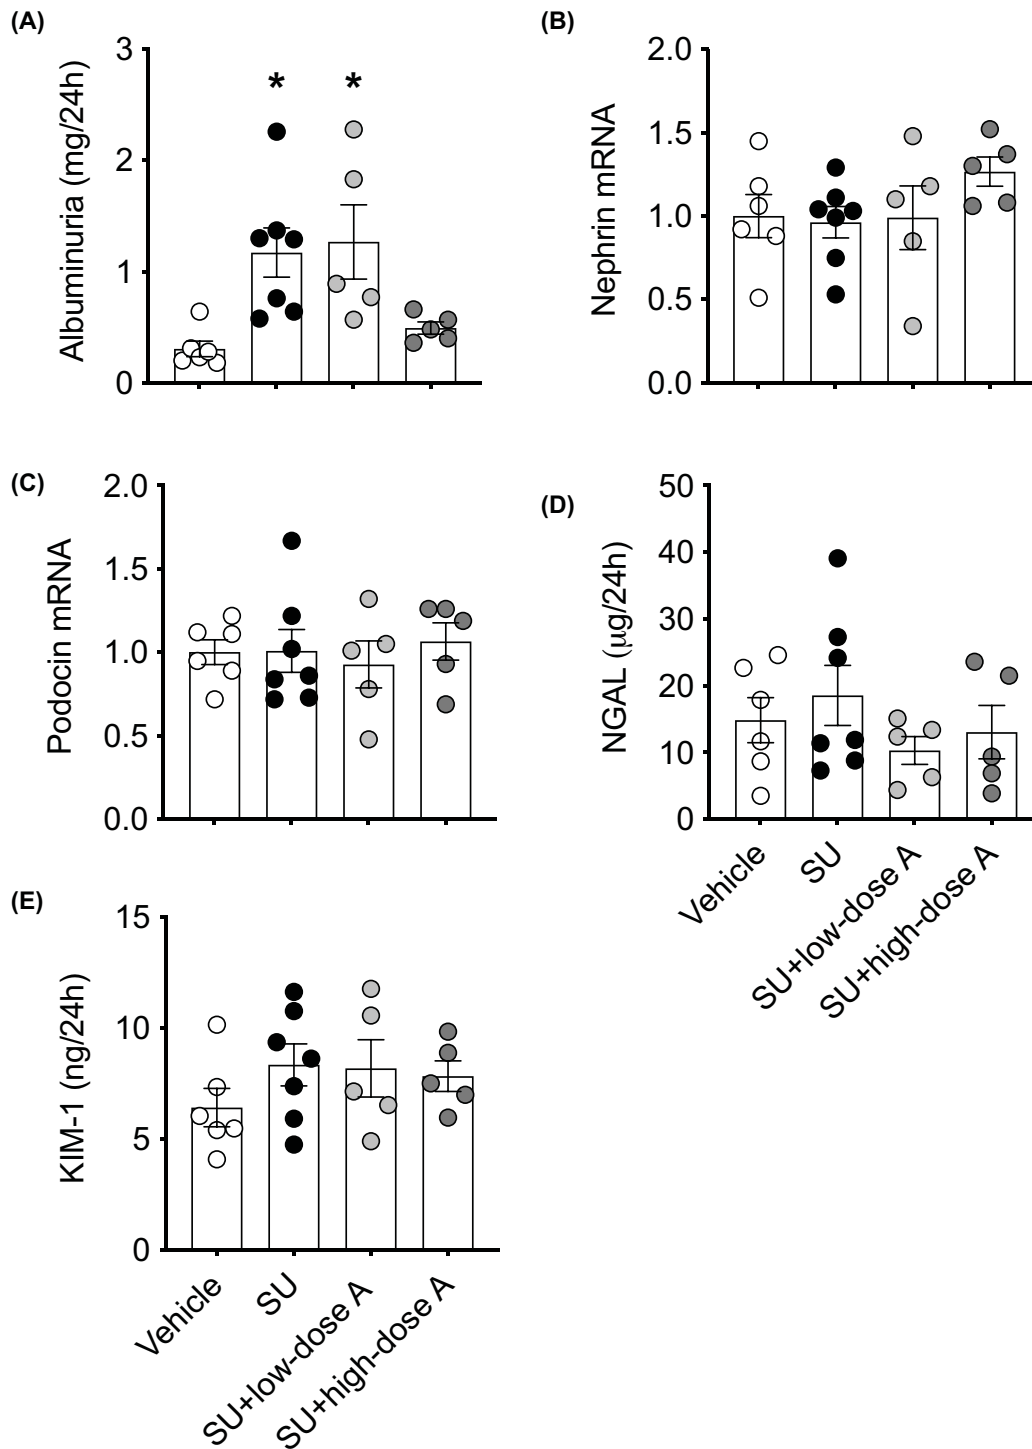 (A)
Albuminuria (mg/24h)
3
2
1
0
*
*
(B)
Nephrin mRNA
2.0
1.5
1.0
0.5
0.0
(C)
Podocin mRNA
2.0
1.5
1.0
0.5
0.0
(D)
NGAL (µg/24h)
50
40
30
20
10
0
Vehicle
SU
SU+low-dose A
SU+high-dose A
(E)
KIM-1 (ng/24h)
15
10
5
0
Vehicle
SU
SU+low-dose A
SU+high-dose A